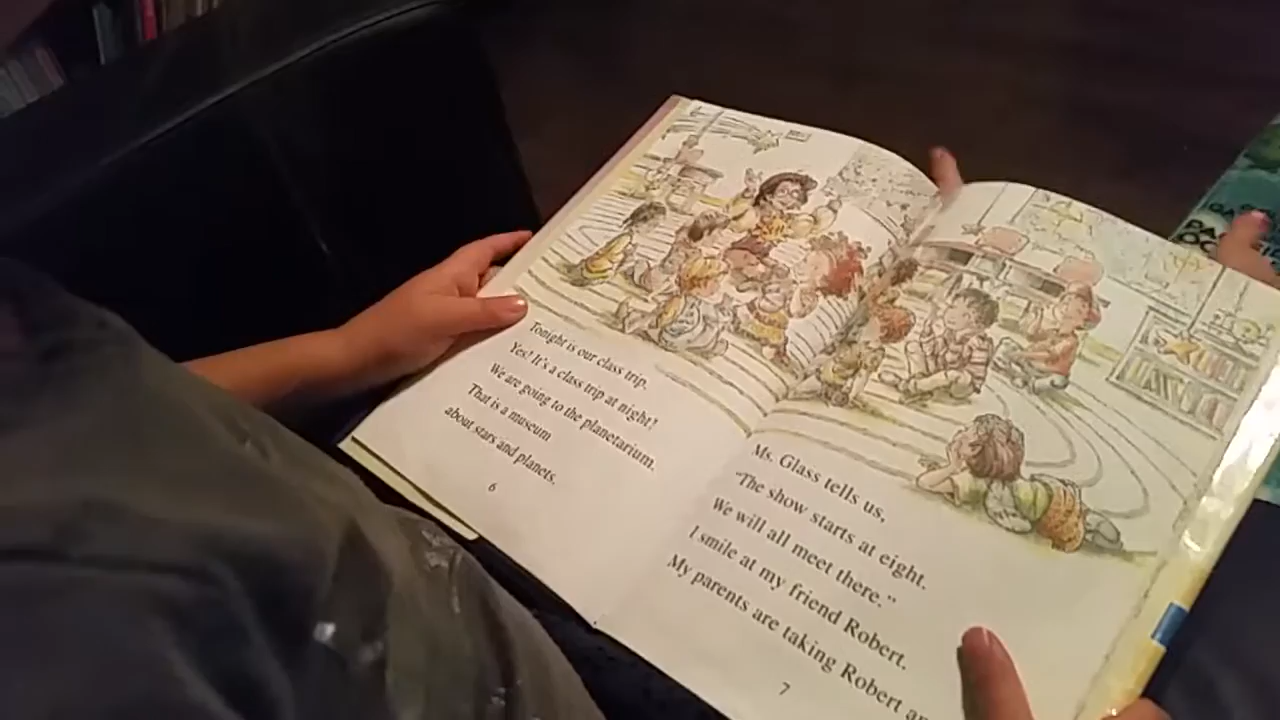 Tonight is our class trip.
Yes! It's a class trip at night!
We are going to the planetarium.
That is a museum
about stars and planets.
6
Ms. Glass tells us,
"The show starts at eight.
We will all meet there."
I smile at my friend Robert.
My parents are taking Robert
7